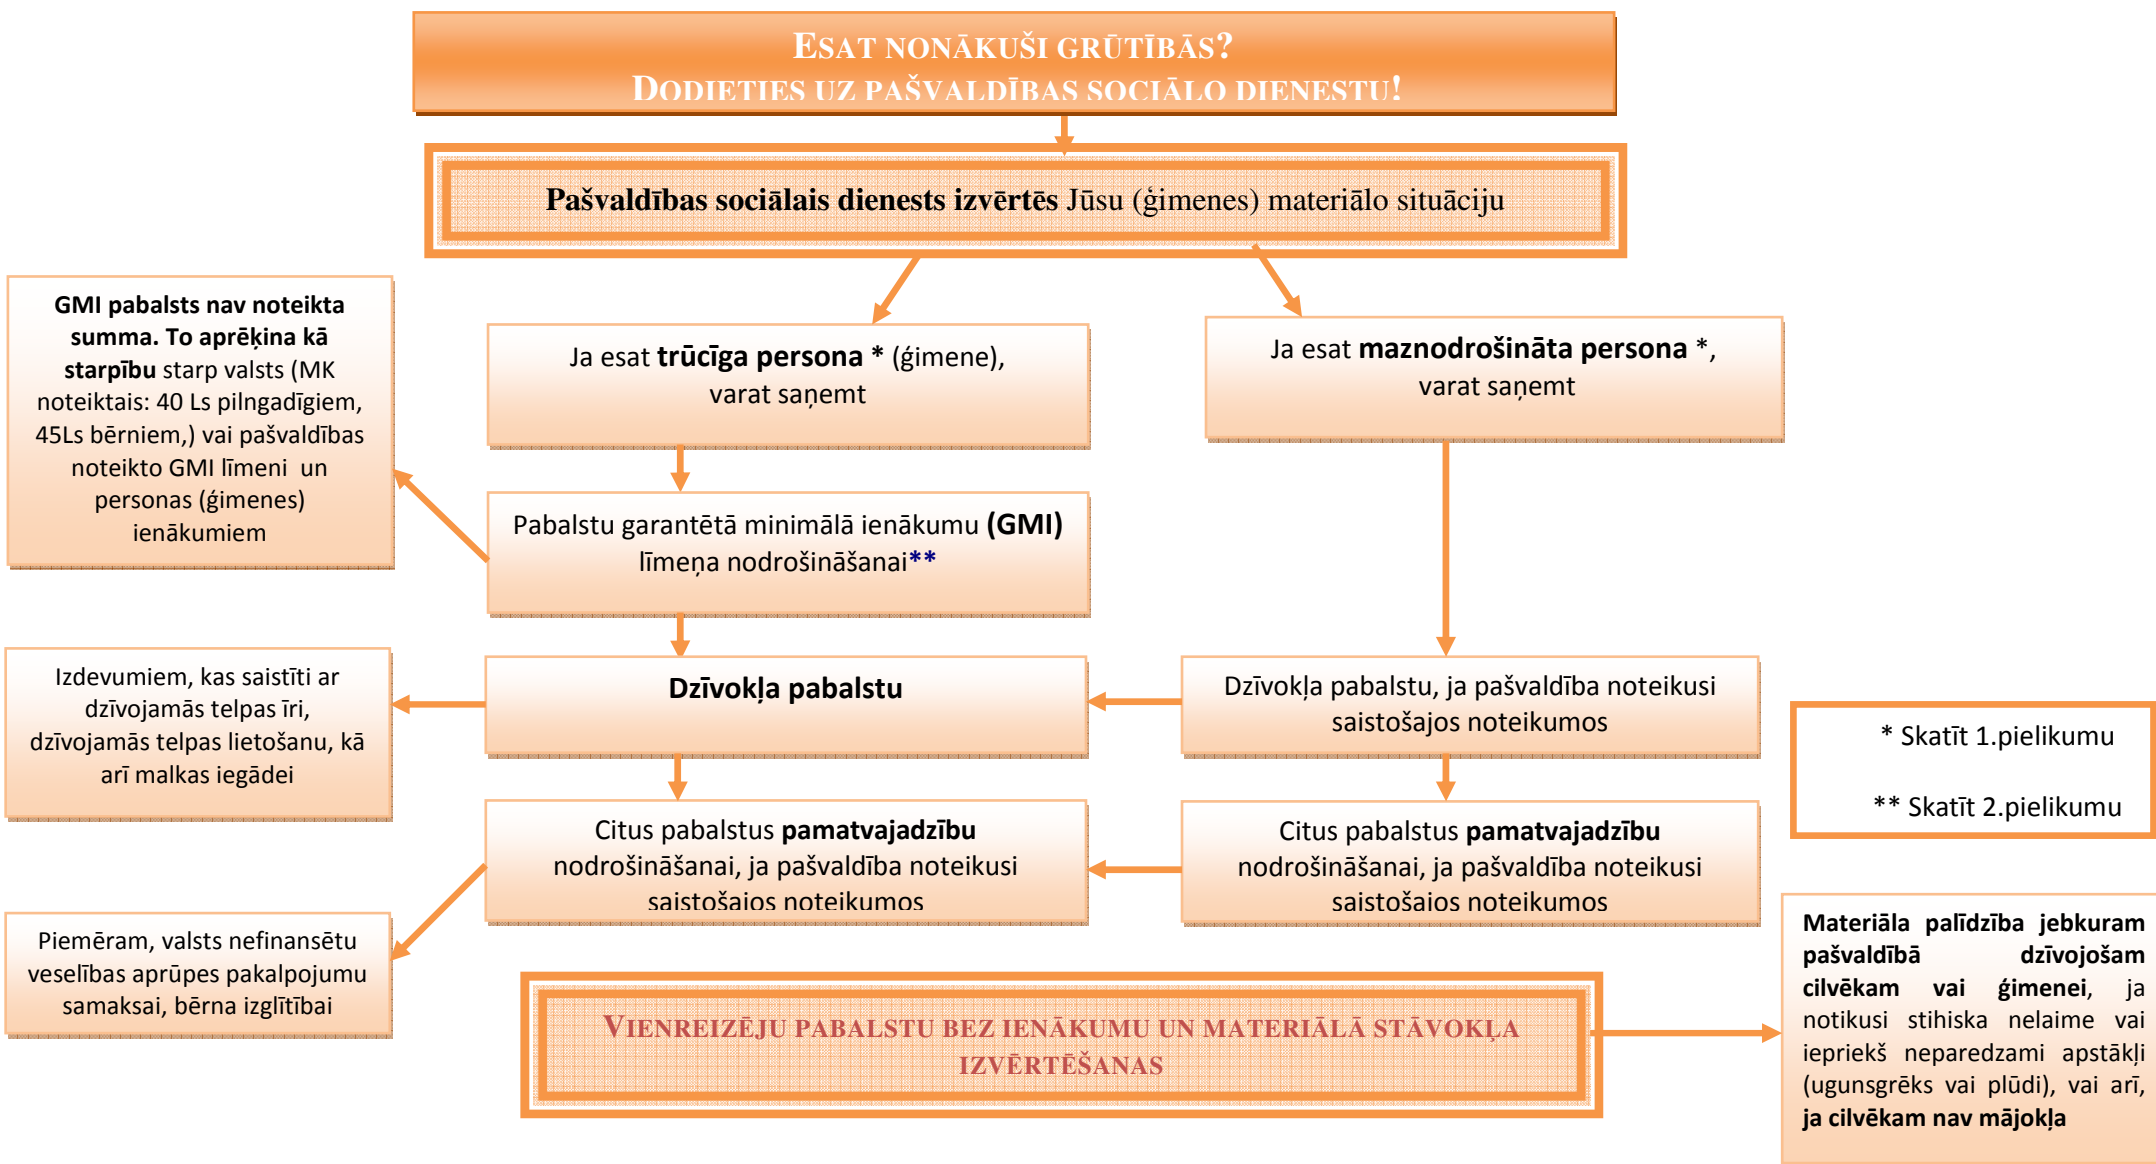 ESAT NONĀKUŠI GRŪTĪBĀS?
DODIETIES UZ PAŠVALDĪBAS SOCIĀLO DIENESTU!
Pašvaldības sociālais dienests izvērtēs Jūsu (ģimenes) materiālo situāciju
GMI pabalsts nav noteikta
summa. To aprēķina kā
starpību starp valsts (MK
noteiktais: 40 Ls pilngadīgiem,
45Ls bērniem,) vai pašvaldības
noteikto GMI līmeni un
personas (ģimenes)
ienākumiem
Ja esat trūcīga persona * (ģimene),
varat saņemt
Ja esat maznodrošināta persona *,
varat saņemt
Pabalstu garantētā minimālā ienākumu (GMI)
līmeņa nodrošināšanai**
Izdevumiem, kas saistīti ar
dzīvojamās telpas īri,
dzīvojamās telpas lietošanu, kā
arī malkas iegādei
Dzīvokļa pabalstu
Dzīvokļa pabalstu, ja pašvaldība noteikusi
saistošajos noteikumos
* Skatīt 1.pielikumu
** Skatīt 2.pielikumu
Citus pabalstus pamatvajadzību
nodrošināšanai, ja pašvaldība noteikusi
saistošajos noteikumos
Citus pabalstus pamatvajadzību
nodrošināšanai, ja pašvaldība noteikusi
saistošajos noteikumos
Piemēram, valsts nefinansētu
veselības aprūpes pakalpojumu
samaksai, bērna izglītībai
VIENREIZĒJU PABALSTU BEZ IENĀKUMU UN MATERIĀLĀ STĀVOKĻA
IZVĒRTĒŠANAS
Materiāla palīdzība jebkuram
pašvaldībā dzīvojošam
cilvēkam vai ģimenei, ja
notikusi stihiska nelaime vai
iepriekš neparedzami apstākļi
(ugunsgrēks vai plūdi), vai arī,
ja cilvēkam nav mājokļa